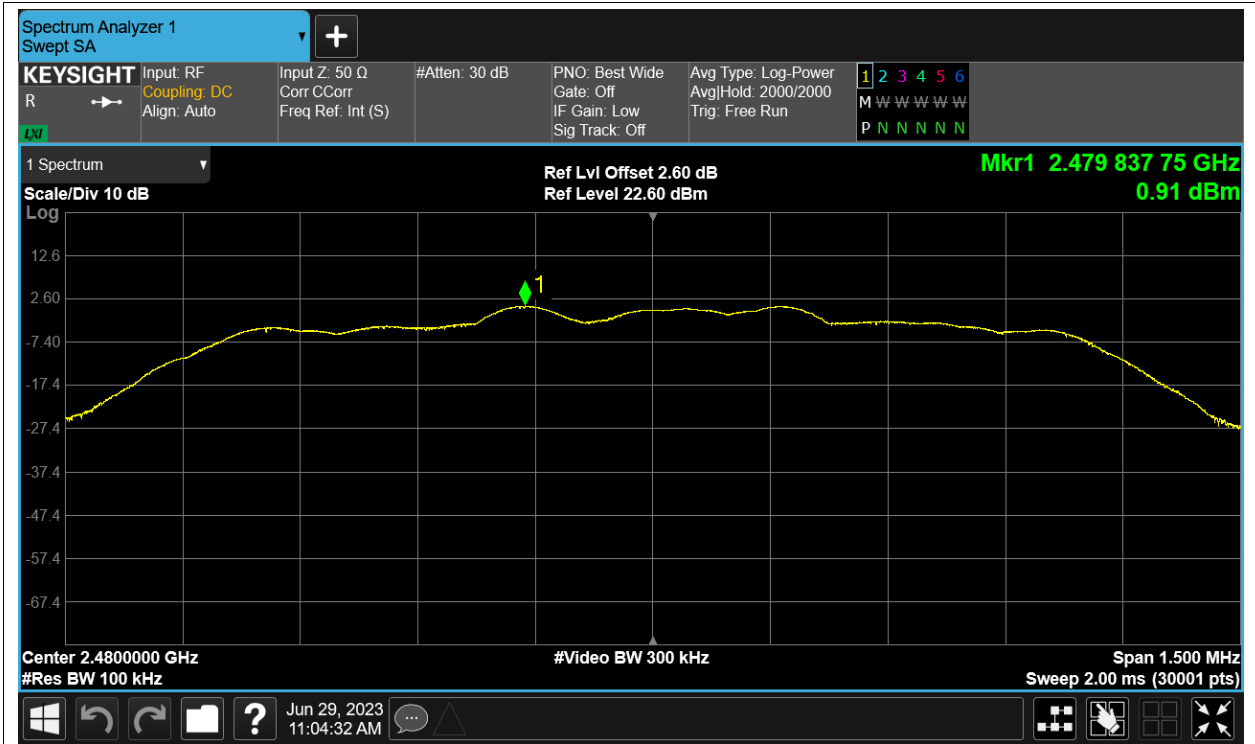 Spectrum Analyzer 1
Swept SA
KEYSIGHT
R
LXI
Input: RF
Coupling: DC
Align: Auto
Input Z: 50 Ω
Corr CCorr
Freq Ref: Int (S)
#Atten: 30 dB
PNO: Best Wide
Gate: Off
IF Gain: Low
Sig Track: Off
Avg Type: Log-Power
Avg|Hold: 2000/2000
Trig: Free Run
1 2 3 4 5 6
M W W W W W
P N N N N N
1 Spectrum
Scale/Div 10 dB
Log
Ref Lvl Offset 2.60 dB
Ref Level 22.60 dBm
Mkr1 2.479 837 75 GHz
0.91 dBm
12.6
2.60
-7.40
-17.4
-27.4
-37.4
-47.4
-57.4
-67.4
1
Center 2.4800000 GHz
#Res BW 100 kHz
#Video BW 300 kHz
Span 1.500 MHz
Sweep 2.00 ms (30001 pts)
?
Jun 29, 2023
11:04:32 AM